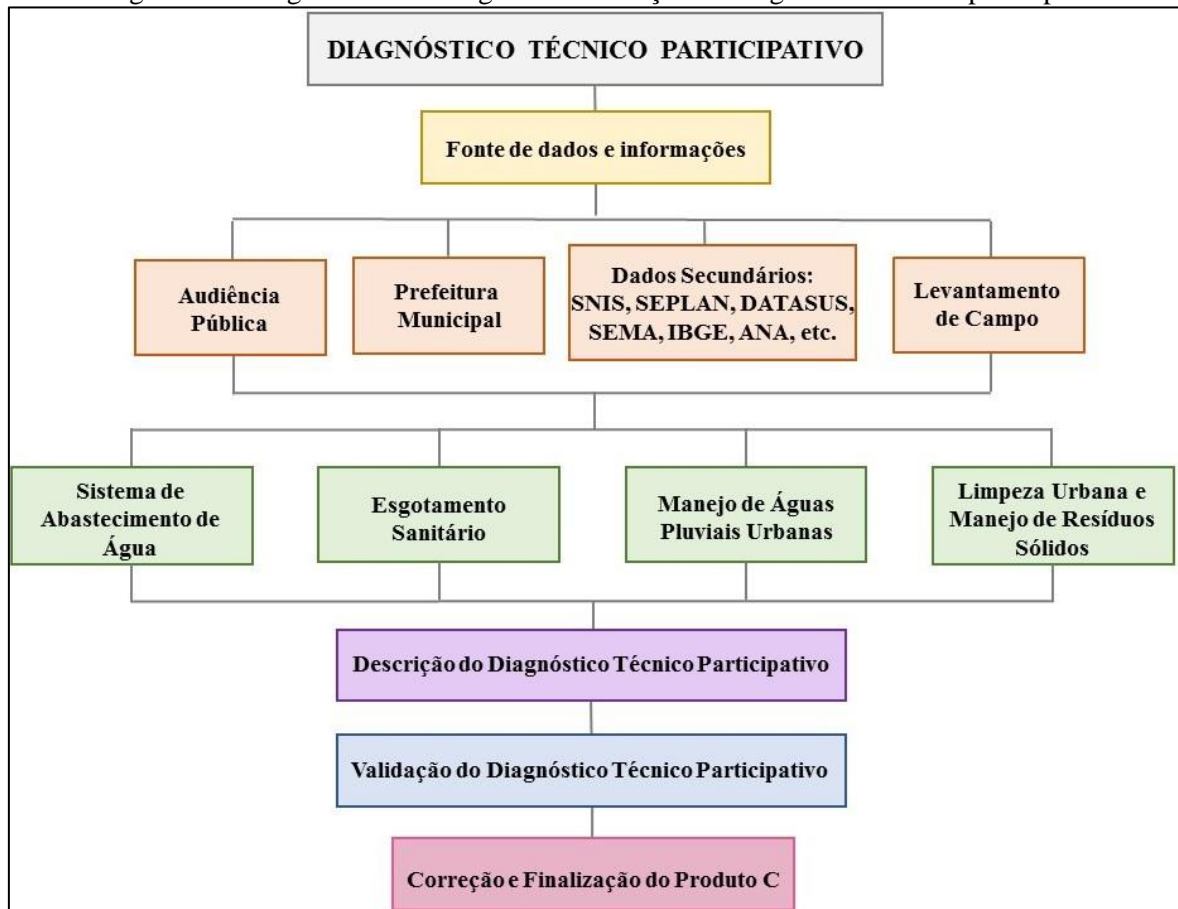 DIAGNÓSTICO TÉCNICO PARTICIPATIVO
Fonte de dados e informações
Audiência
Pública
Prefeitura
Municipal
Dados Secundários:
SNIS, SEPLAN, DATASUS,
SEMA, IBGE, ANA, etc.
Levantamento
de Campo
Sistema de
Abastecimento de
Água
Esgotamento
Sanitário
Manejo de Águas
Pluviais Urbanas
Limpeza Urbana e
Manejo de Resíduos
Sólidos
Descrição do Diagnóstico Técnico Participativo
Validação do Diagnóstico Técnico Participativo
Correção e Finalização do Produto C